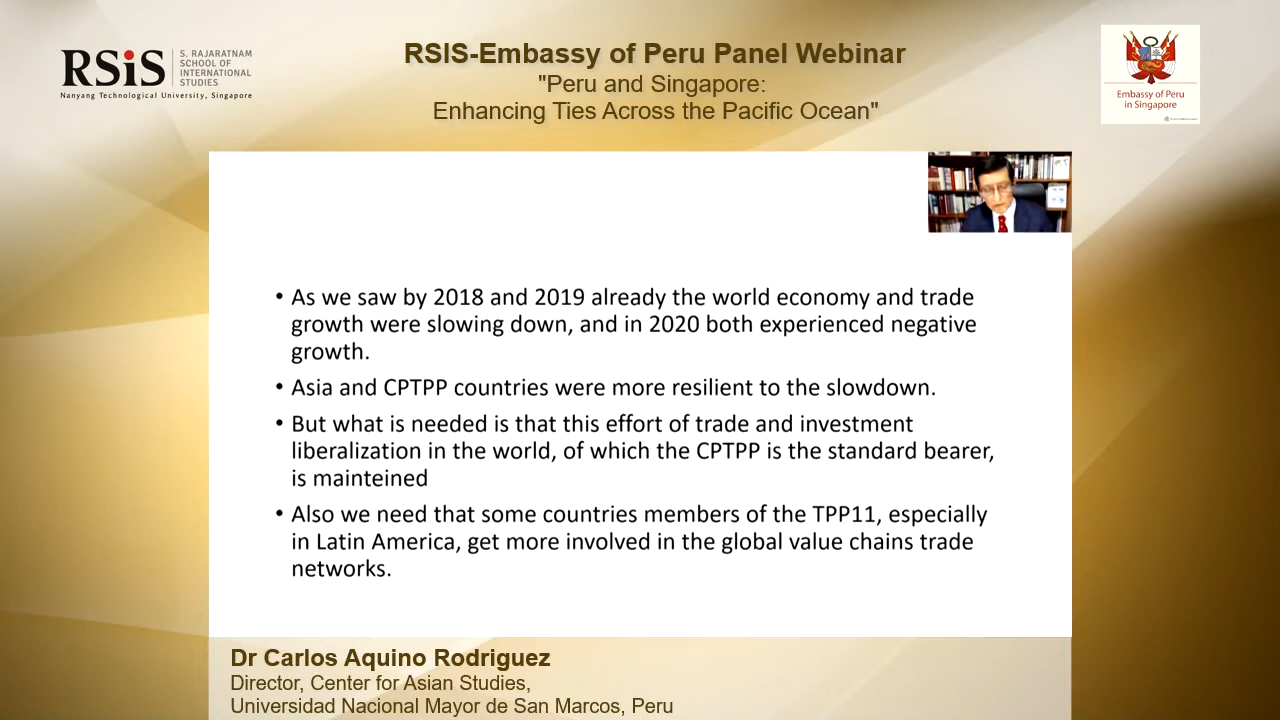 RSiS
S. RAJARATNAM
SCHOOL OF
INTERNATIONAL
STUDIES
Nanyang Technological University, Singapore
RSIS-Embassy of Peru Panel Webinar
"Peru and Singapore:
Enhancing Ties Across the Pacific Ocean"
Embassy of Peru
in Singapore
• As we saw by 2018 and 2019 already the world economy and trade
growth were slowing down, and in 2020 both experienced negative
growth.
• Asia and CPTPP countries were more resilient to the slowdown.
• But what is needed is that this effort of trade and investment
liberalization in the world, of which the CPTPP is the standard bearer,
is mainteined
• Also we need that some countries members of the TPP11, especially
in Latin America, get more involved in the global value chains trade
networks.
Dr Carlos Aquino Rodriguez
Director, Center for Asian Studies,
Universidad Nacional Mayor de San Marcos, Peru